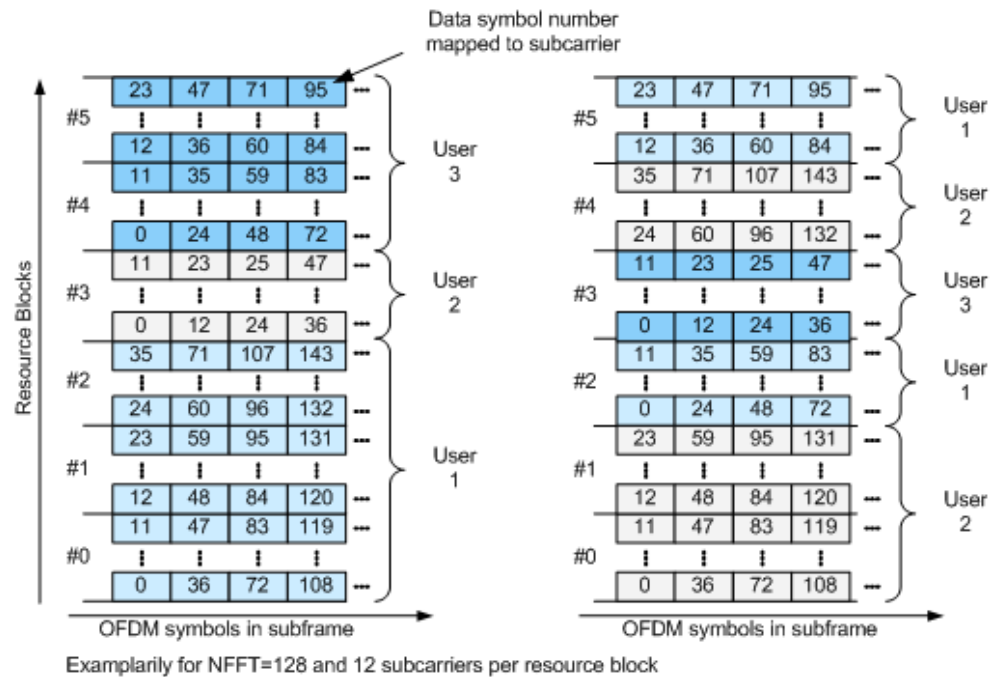 Data symbol number
mapped to subcarrier
Resource Blocks
#5
23 47 71 95
12 36 60 84
11 35 59 83
#4
0 24 48 72
User
3
11 23 25 47
#3
0 12 24 36
User
2
35 71 107 143
#2
24 60 96 132
23 59 95 131
#1
12 48 84 120
11 47 83 119
#0
0 36 72 108
User
1
OFDM symbols in subframe
23 47 71 95
#5
12 36 60 84
User
1
35 71 107 143
#4
24 60 96 132
User
2
11 23 25 47
#3
0 12 24 36
User
3
11 35 59 83
#2
0 24 48 72
User
1
23 59 95 131
#1
12 48 84 120
11 47 83 119
#0
0 36 72 108
User
2
OFDM symbols in subframe
Examplarily for NFFT=128 and 12 subcarriers per resource block